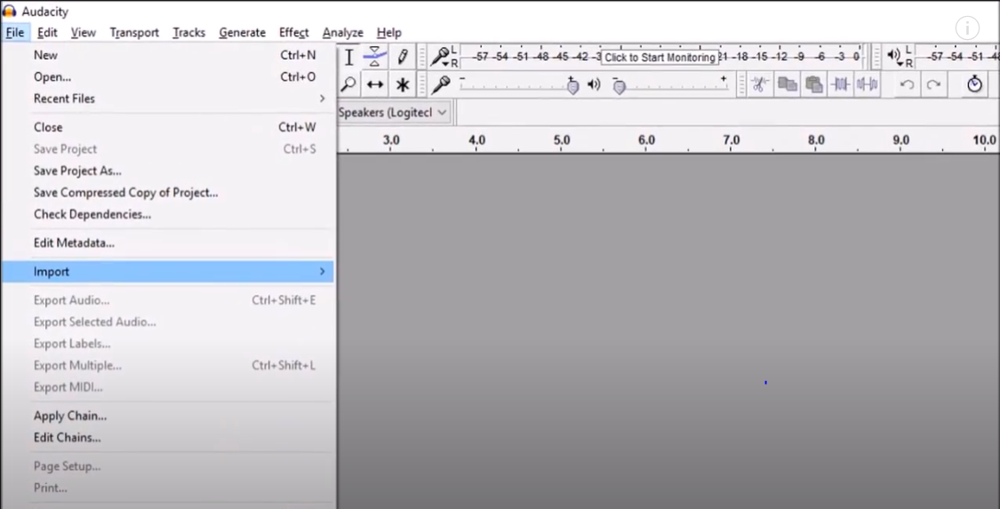 Audacity
File Edit View Transport Tracks Generate Effect Analyze Help
New Ctrl+N
Open... Ctrl+O
Recent Files
Close Ctrl+W
Save Project Ctrl+S
Save Project As...
Save Compressed Copy of Project...
Check Dependencies...
Edit Metadata...
Import
Export Audio... Ctrl+Shift+E
Export Selected Audio...
Export Labels...
Export Multiple... Ctrl+Shift+L
Export MIDI...
Apply Chain...
Edit Chains...
Page Setup...
Print...
L
R
-57 -54 -51 -48 -45 -42 -3 Click to Start Monitoring 21 -18 -15 -12 -9 -6 -3 0
L
R
-57 -54 -51 -48
Speakers (Logitecl
3.0 4.0 5.0 6.0 7.0 8.0 9.0 10.0